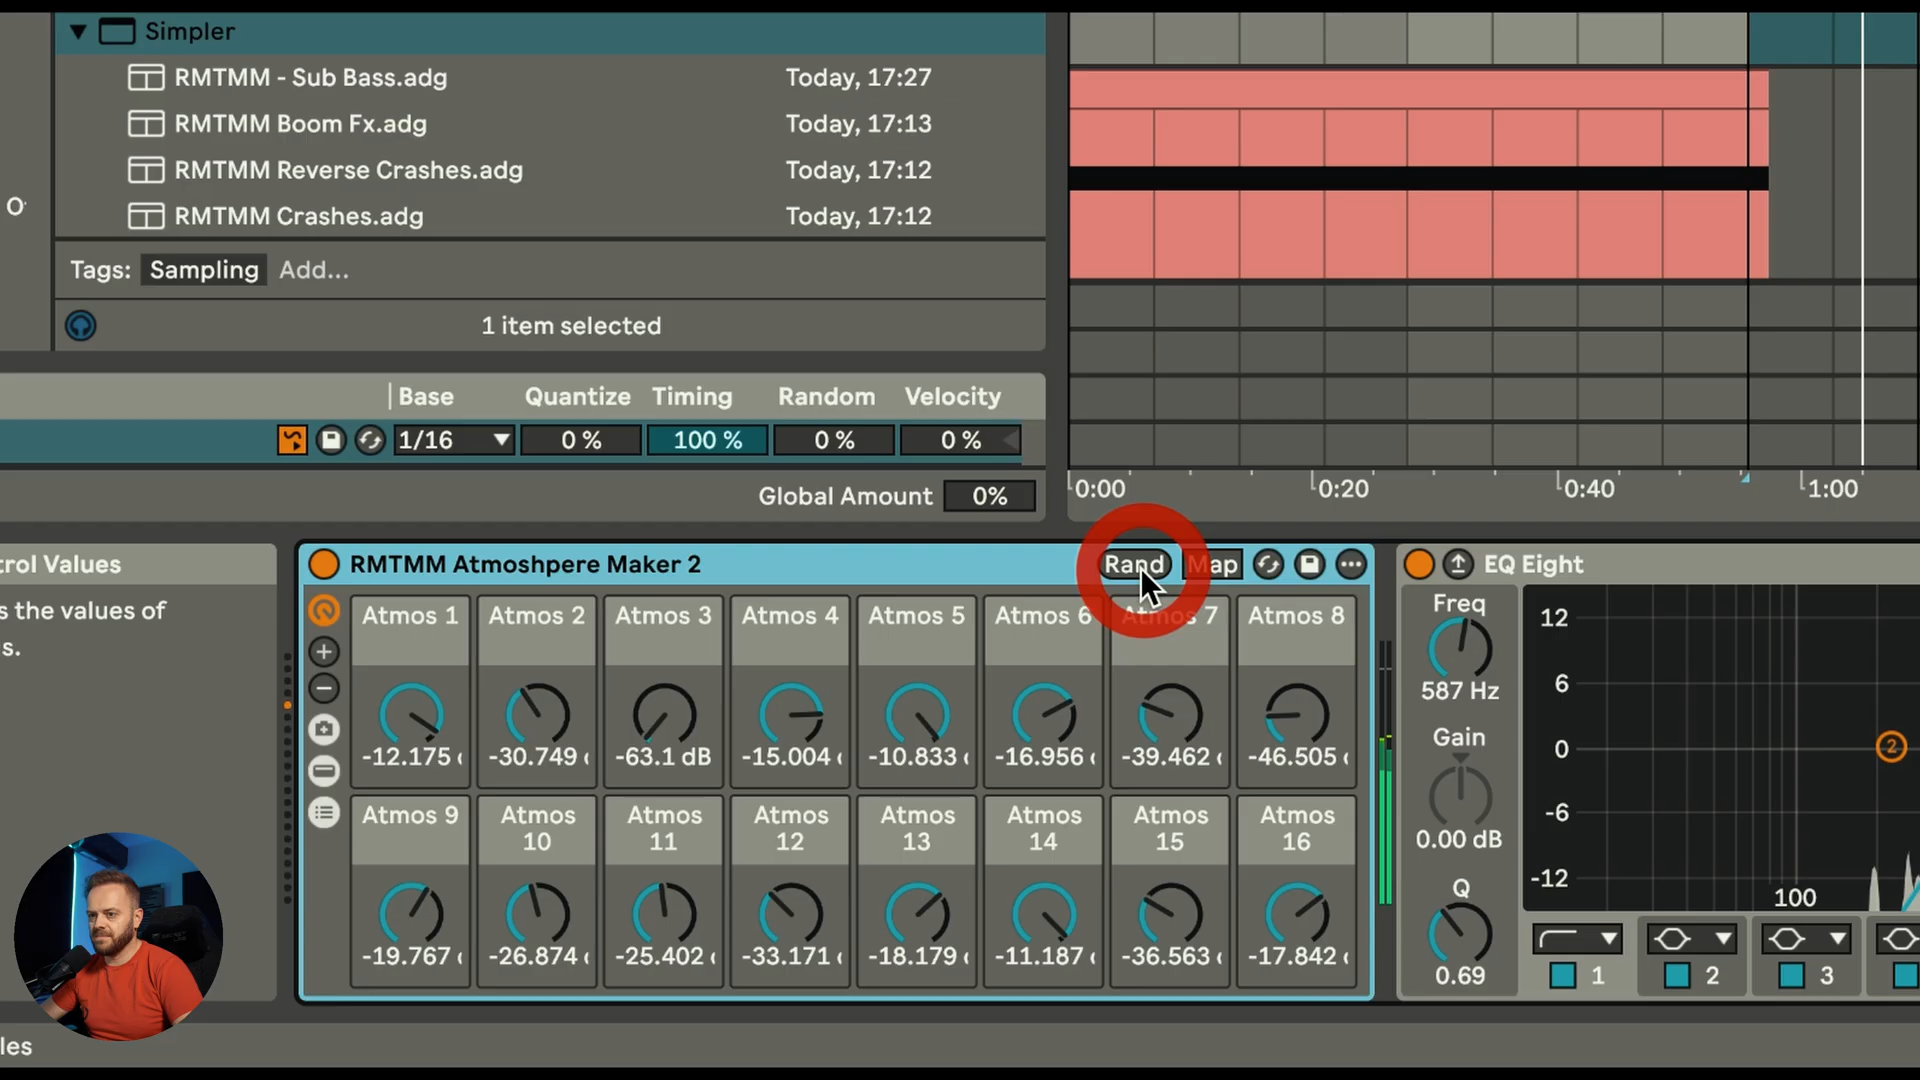 Simpler
RMTMM - Sub Bass.adg Today, 17:27
RMTMM Boom Fx.adg Today, 17:13
RMTMM Reverse Crashes.adg Today, 17:12
RMTMM Crashes.adg Today, 17:12
Tags: Sampling Add...
1 item selected
Base Quantize Timing Random Velocity
1/16 0 % 100 % 0 % 0 %
Global Amount 0%
0:00 0:20 0:40 1:00
trol Values
s the values of
s.
RMTMM Atmoshpere Maker 2 Rand Map
Atmos 1 Atmos 2 Atmos 3 Atmos 4 Atmos 5 Atmos 6 Atmos 7 Atmos 8
-12.175 -30.749 -63.1 dB -15.004 -10.833 -16.956 -39.462 -46.505
Atmos 9 Atmos 10 Atmos 11 Atmos 12 Atmos 13 Atmos 14 Atmos 15 Atmos 16
-19.767 -26.874 -25.402 -33.171 -18.179 -11.187 -36.563 -17.842
EQ Eight
Freq
587 Hz
Gain
0.00 dB
Q
0.69
12
6
0
-6
-12
100
2
1 2 3
les